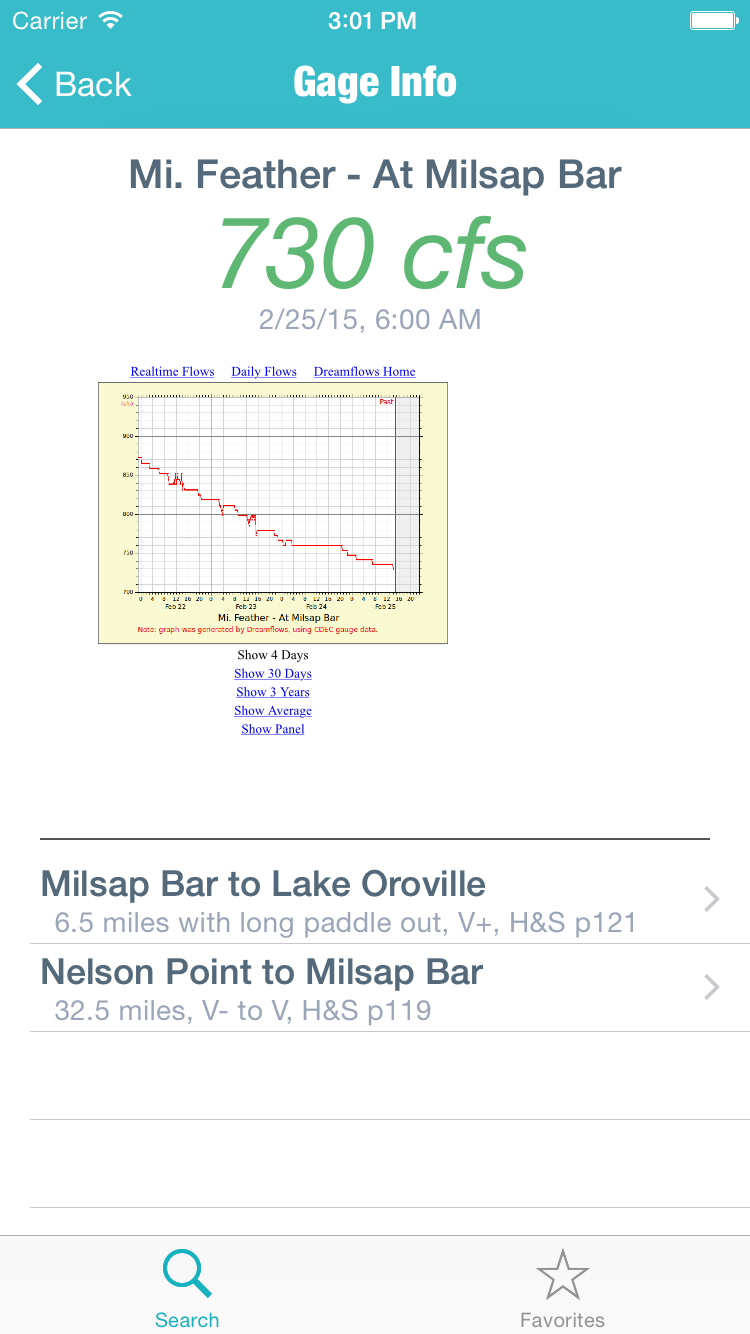 Carrier 3:01 PM
Back Gage Info
Mi. Feather - At Milsap Bar
730 cfs
2/25/15, 6:00 AM
Realtime Flows Daily Flows Dreamflows Home
950
Past
900
850
800
750
700
0 4 8 12 16 20 0 4 8 12 16 20 0 4 8 12 16 20 0 4 8 12 16 20
Feb 22 Feb 23 Feb 24 Feb 25
Mi. Feather - At Milsap Bar
Note: graph was generated by Dreamflows, using CDEC gauge data.
Show 4 Days
Show 30 Days
Show 3 Years
Show Average
Show Panel
Milsap Bar to Lake Oroville
6.5 miles with long paddle out, V+, H&S p121
Nelson Point to Milsap Bar
32.5 miles, V- to V, H&S p119
Search Favorites